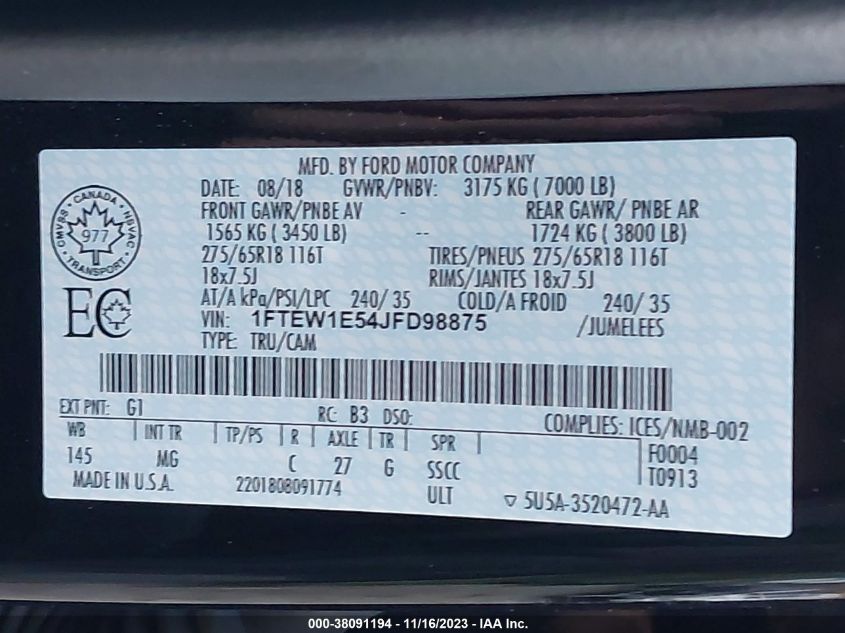 MFD. BY FORD MOTOR COMPANY
DATE: 08/18 GVWR/PNBV: 3175 KG ( 7000 LB)
FRONT GAWR/PNBE AV - REAR GAWR/ PNBE AR
1565 KG ( 3450 LB) -- 1724 KG ( 3800 LB)
275/65R18 116T TIRES/PNEUS 275/65R18 116T
18x7.5J RIMS/JANTES 18x7.5J
AT/A kPa/PSI/LPC 240/ 35 COLD/A FROID 240/ 35
VIN: 1FTEW1E54JFD98875 /JUMELEES
TYPE: TRU/CAM
CANADA
CMVSS · NSVAC
977
TRANSPORT
EC
EXT PNT: G1 RC: B3 DSO: COMPLIES: ICES/NMB-002
WB INT TR TP/PS R AXLE TR SPR F0004
145 MG C 27 G SSCC T0913
MADE IN U.S.A. 2201808091774 ULT ▽ 5U5A-3520472-AA
000-38091194 - 11/16/2023 - IAA Inc.